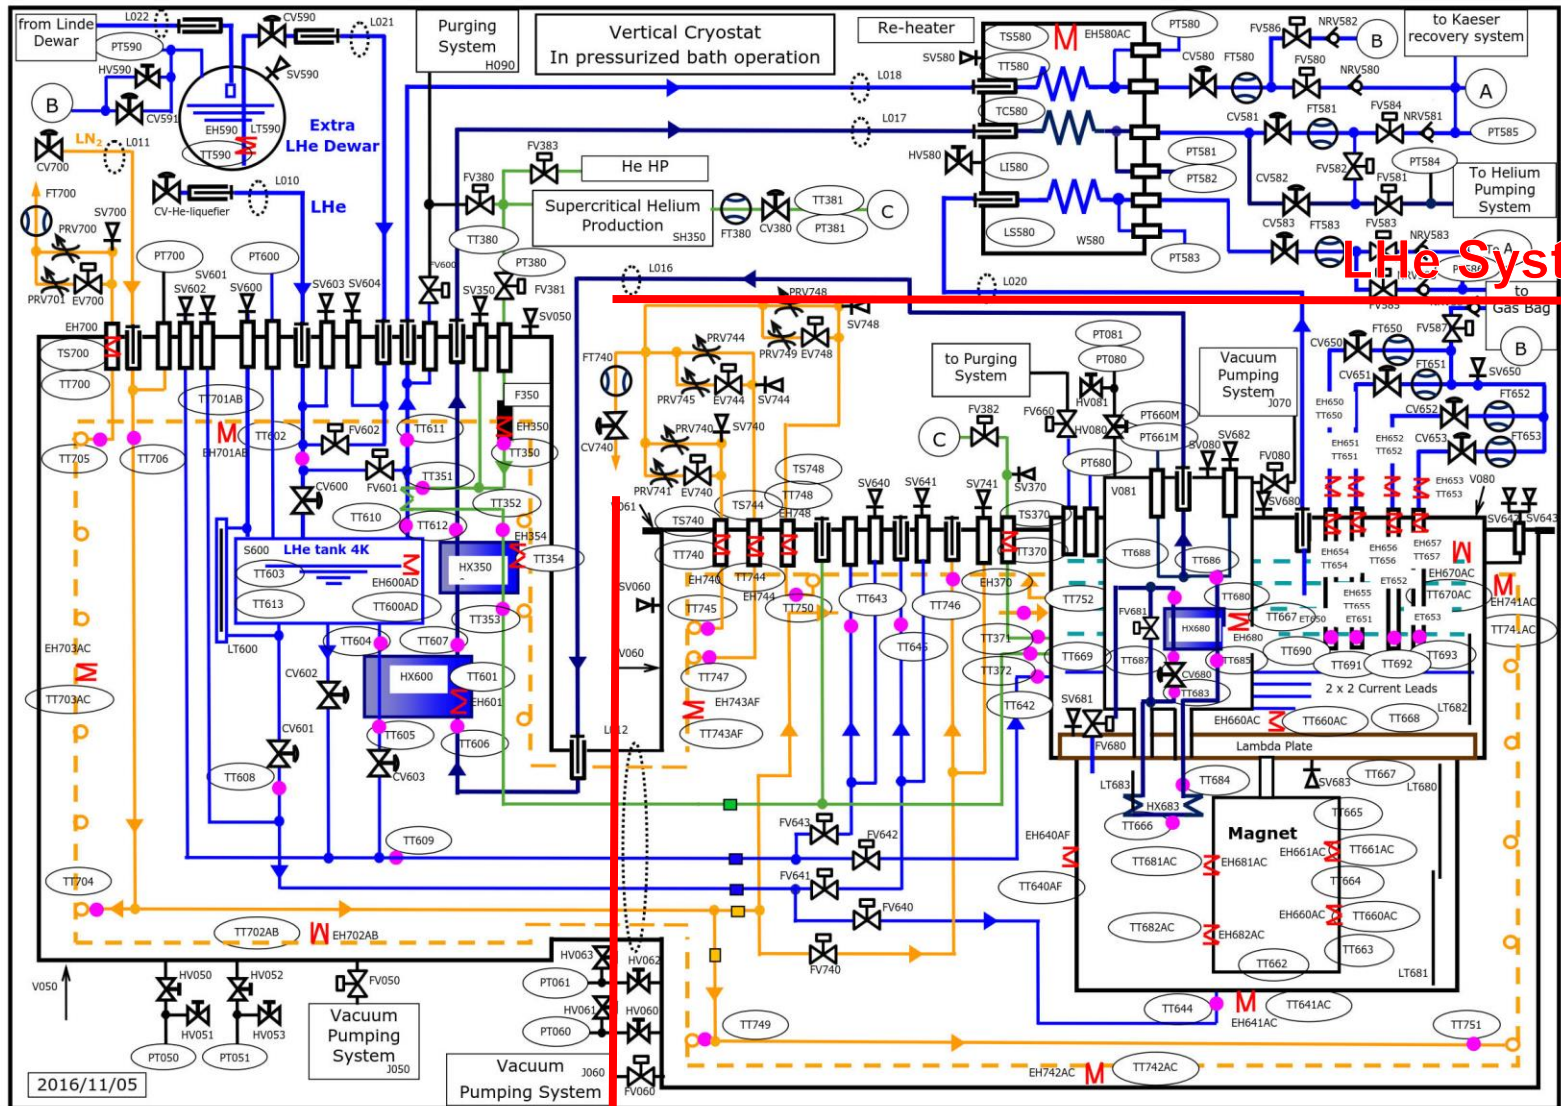 from Linde
Dewar
L022
CV590
L021
PT590
HV590
SV590
B
CV591
EH590
LT590
TT590
Extra
LHe Dewar
LN2
L011
CV700
L010
CV-He-liquefier
LHe
FT700
SV700
PRV700
PRV701
EV700
PT700
SV601
SV602
PT600
SV600
SV603
SV604
Purging
System
H090
Vertical Cryostat
In pressurized bath operation
L018
L017
FV383
He HP
FV380
Supercritical Helium
Production
SH350
FT380
CV380
TT381
PT381
C
TT380
PT380
FV600
FV381
SV350
SV050
L016
L020
Re-heater
TS580
EH580AC
SV580
TT580
TC580
HV580
LI580
LS580
W580
PT580
CV580
FT580
FV586
NRV582
B
FV580
NRV580
to Kaeser
recovery system
A
CV581
FT581
FV584
NRV581
PT585
PT581
PT582
FV582
PT584
CV582
FV581
To Helium
Pumping
System
CV583
FT583
FV583
NRV583
PT583
LHe Syst
to
Gas Bag
B
FV587
EH700
TS700
TT700
TT701AB
EH701AB
TT602
FV602
TT611
FV601
TT351
F350
EH350
TT350
TT705
TT706
CV600
TT610
TT612
TT352
EH354
TT354
HX350
TT353
LHe tank 4K
S600
TT603
TT613
EH600AD
TT600AD
LT600
TT604
TT607
EH703AC
TT703AC
CV602
HX600
TT601
EH601
CV601
TT605
TT606
TT608
CV603
TT609
TT704
TT702AB
EH702AB
V050
HV050
HV052
HV051
HV053
PT050
PT051
FV050
Vacuum
Pumping
System
J050
2016/11/05
FT740
CV740
PRV748
PRV744
PRV749
EV748
SV748
PRV745
EV744
SV744
PRV740
SV740
PRV741
EV740
TS748
TT748
EH748
TS744
TS740
TT740
EH740
TT744
EH744
TT745
TT750
TT747
EH743AF
TT743AF
SV060
V060
L012
SV640
SV641
SV741
SV370
TS370
TT370
EH370
TT643
TT645
TT746
TT371
TT372
TT642
TT752
TT669
to Purging
System
C
FV382
FV660
PT081
PT080
HV081
HV080
PT680
PT660M
PT661M
SV080
SV682
Vacuum
Pumping
System
J070
FV080
SV680
V081
CV650
FT650
CV651
FT651
SV650
CV652
FT652
CV653
FT653
EH650
TT650
EH651
TT651
EH652
TT652
EH653
TT653
V080
SV642
SV643
EH654
TT654
EH656
TT656
EH657
TT657
EH655
TT655
ET652
ET650
ET651
ET653
EH670AC
TT670AC
EH741AC
TT741AC
TT688
TT686
FV681
TT680
HX680
EH680
TT667
TT690
TT691
TT692
TT693
TT687
TT685
CV680
TT683
2 x 2 Current Leads
SV681
FV680
EH660AC
TT660AC
TT668
LT682
Lambda Plate
LT683
TT684
SV683
TT667
LT680
HX683
TT666
Magnet
TT665
EH640AF
TT640AF
TT681AC
EH681AC
EH661AC
TT661AC
TT664
TT682AC
EH682AC
EH660AC
TT660AC
TT663
TT662
LT681
TT644
EH641AC
TT641AC
TT751
FV643
FV642
FV641
FV640
FV740
TT749
EH742AC
TT742AC
HV063
HV062
PT061
HV061
HV060
PT060
Vacuum
Pumping System
J060
FV060